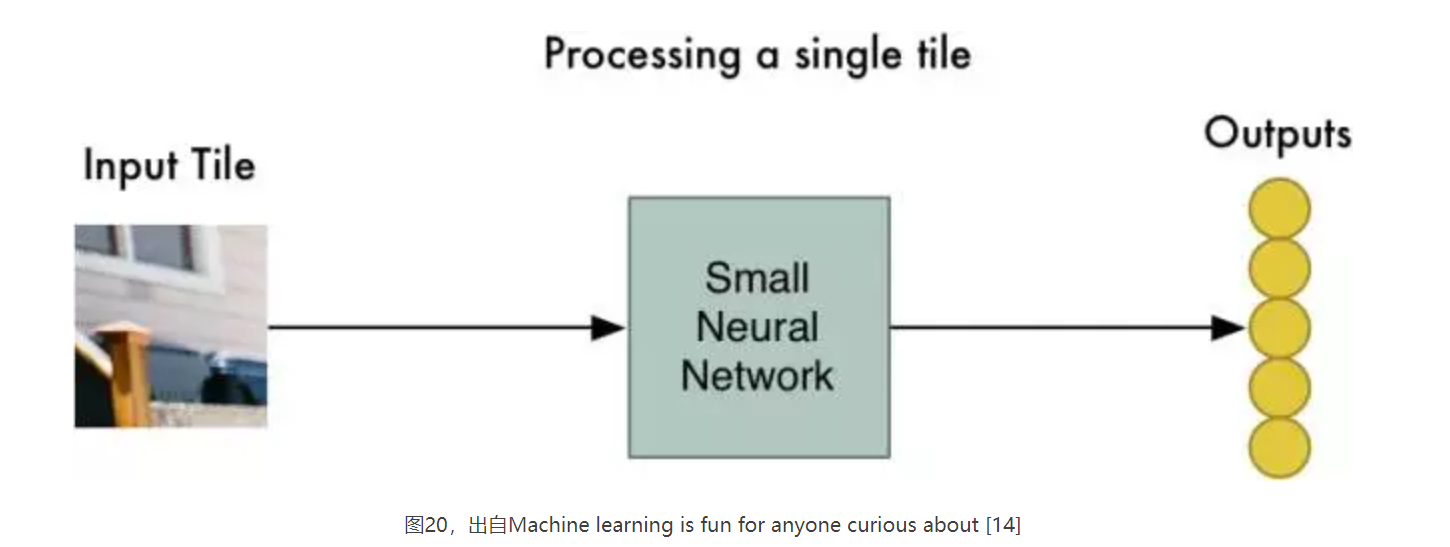 Processing a single tile
Input Tile
Outputs
Small
Neural
Network
图20，出自Machine learning is fun for anyone curious about [14]